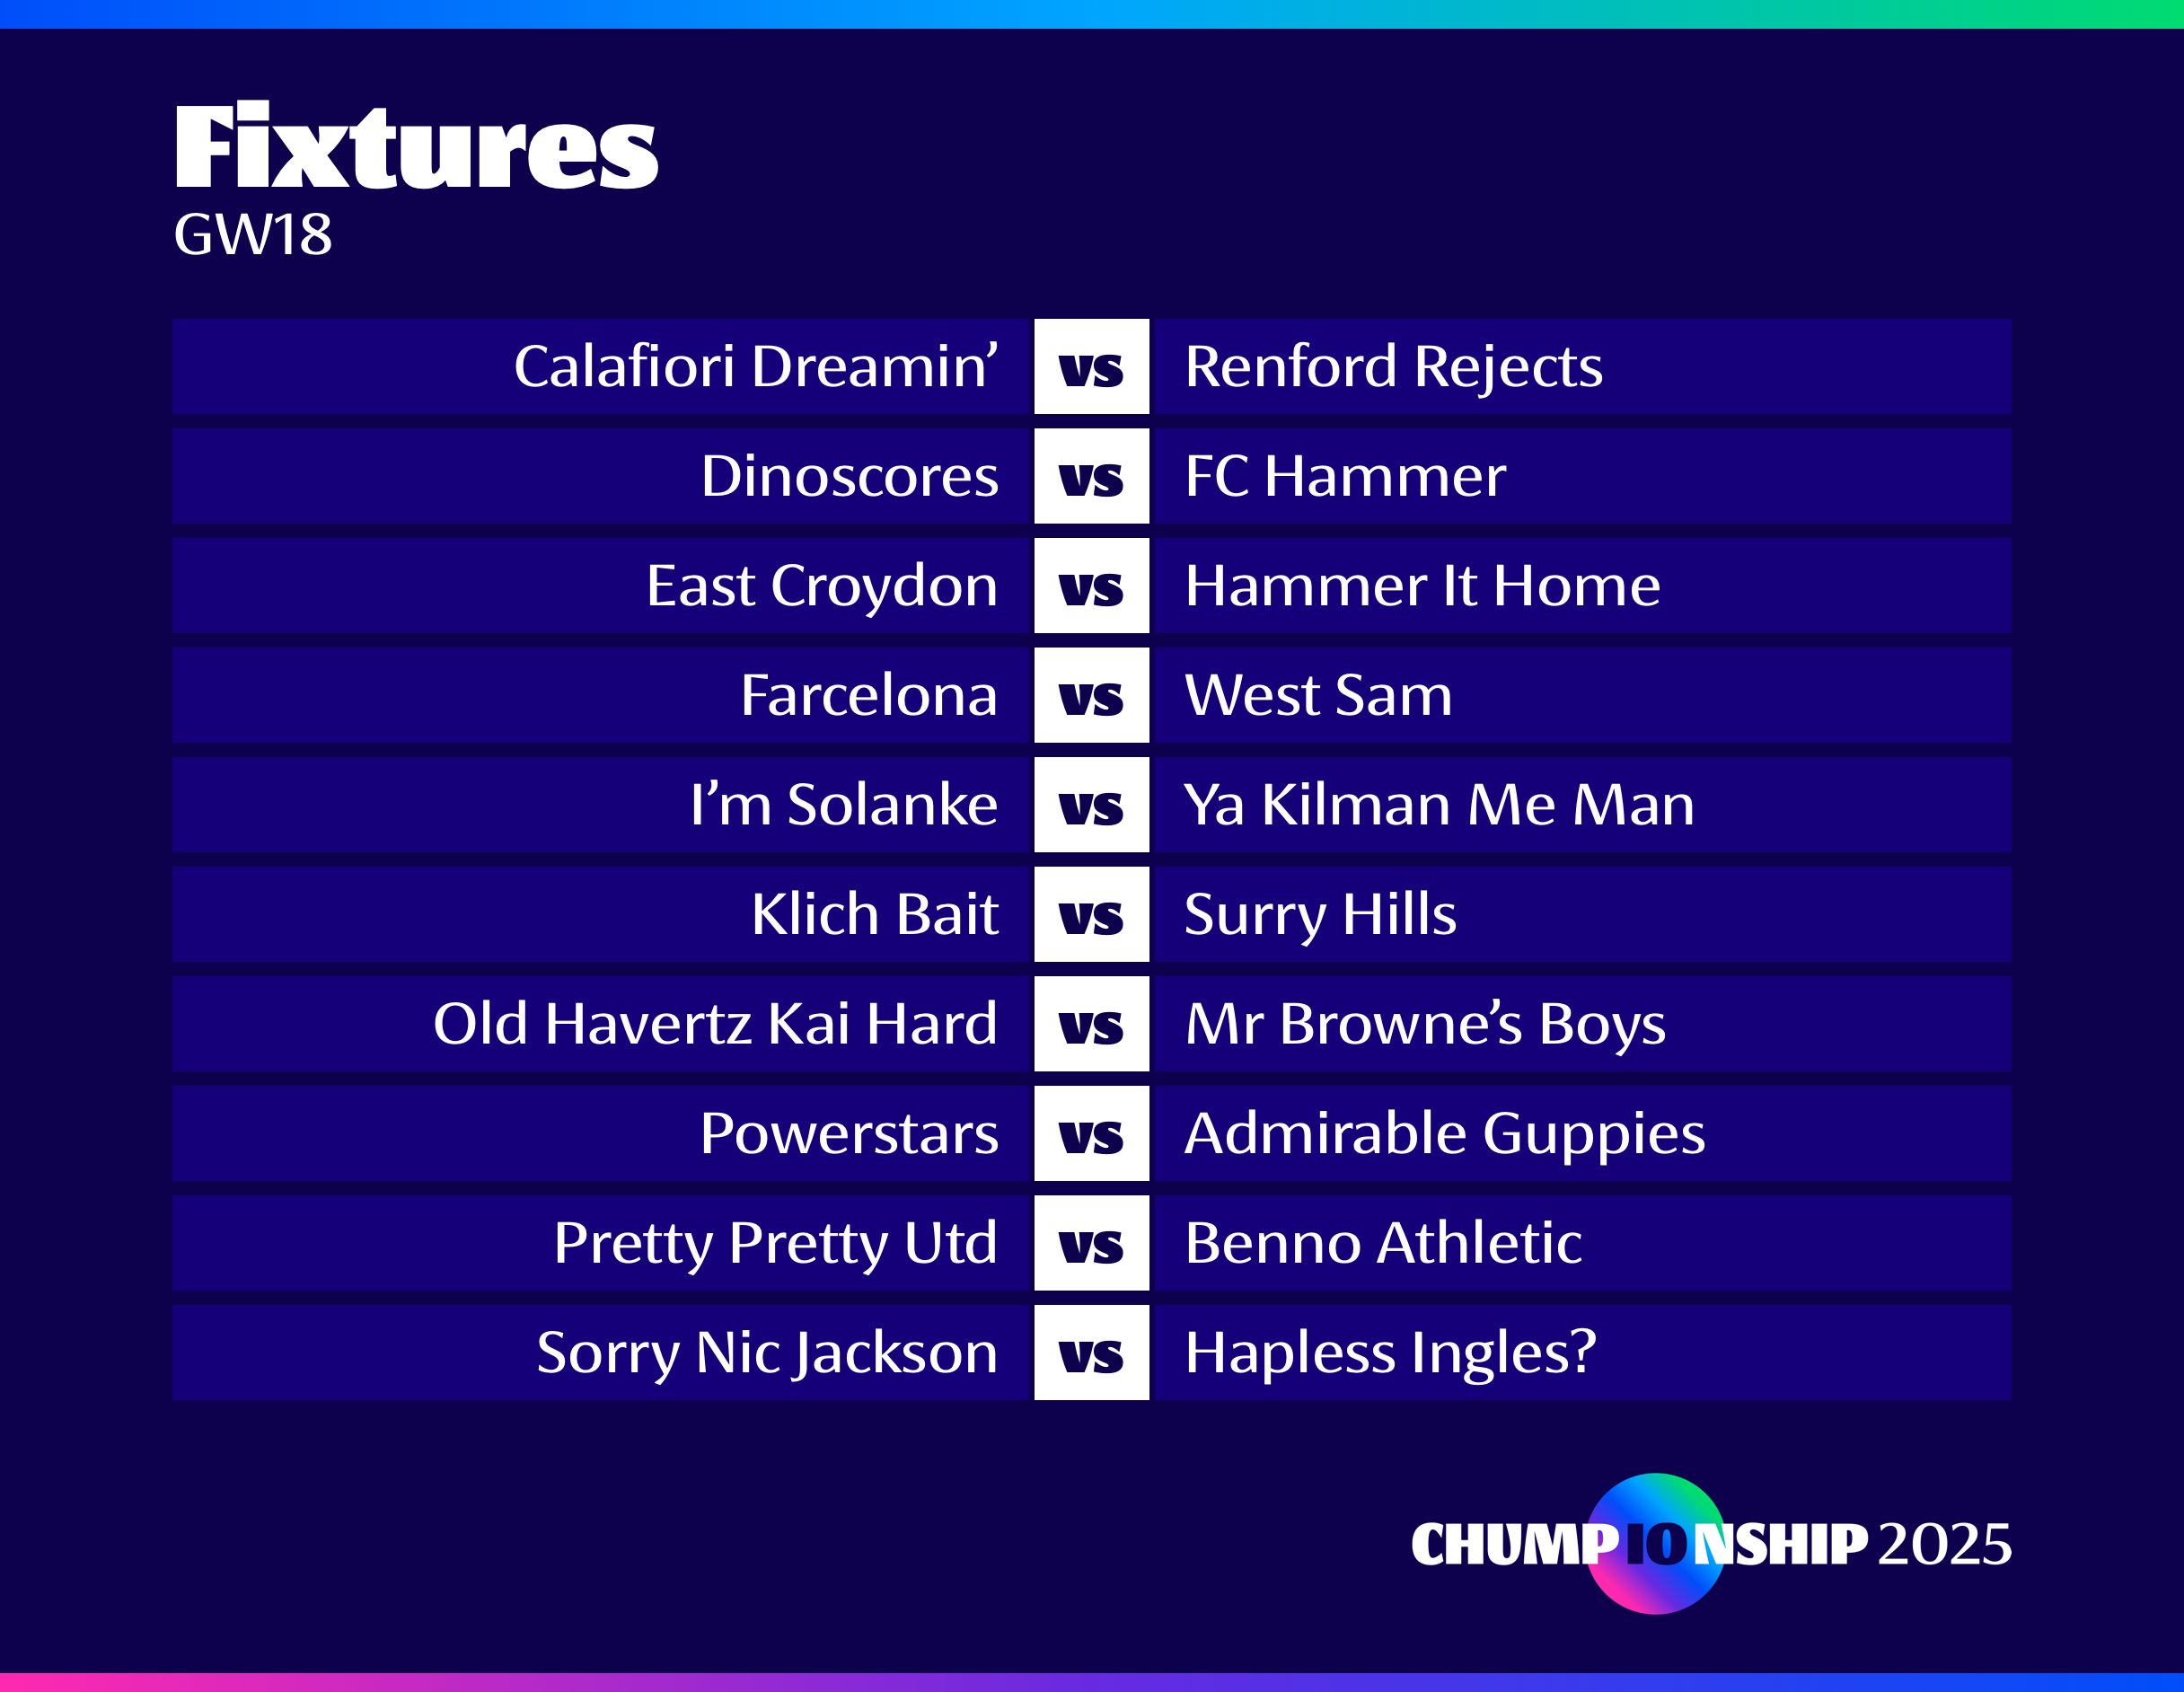 Fixtures
GW18
Calafiori Dreamin’ vs Renford Rejects
Dinoscores vs FC Hammer
East Croydon vs Hammer It Home
Farcelona vs West Sam
I’m Solanke vs Ya Kilman Me Man
Klich Bait vs Surry Hills
Old Havertz Kai Hard vs Mr Browne’s Boys
Powerstars vs Admirable Guppies
Pretty Pretty Utd vs Benno Athletic
Sorry Nic Jackson vs Hapless Ingles?
CHUMPIONSHIP 2025